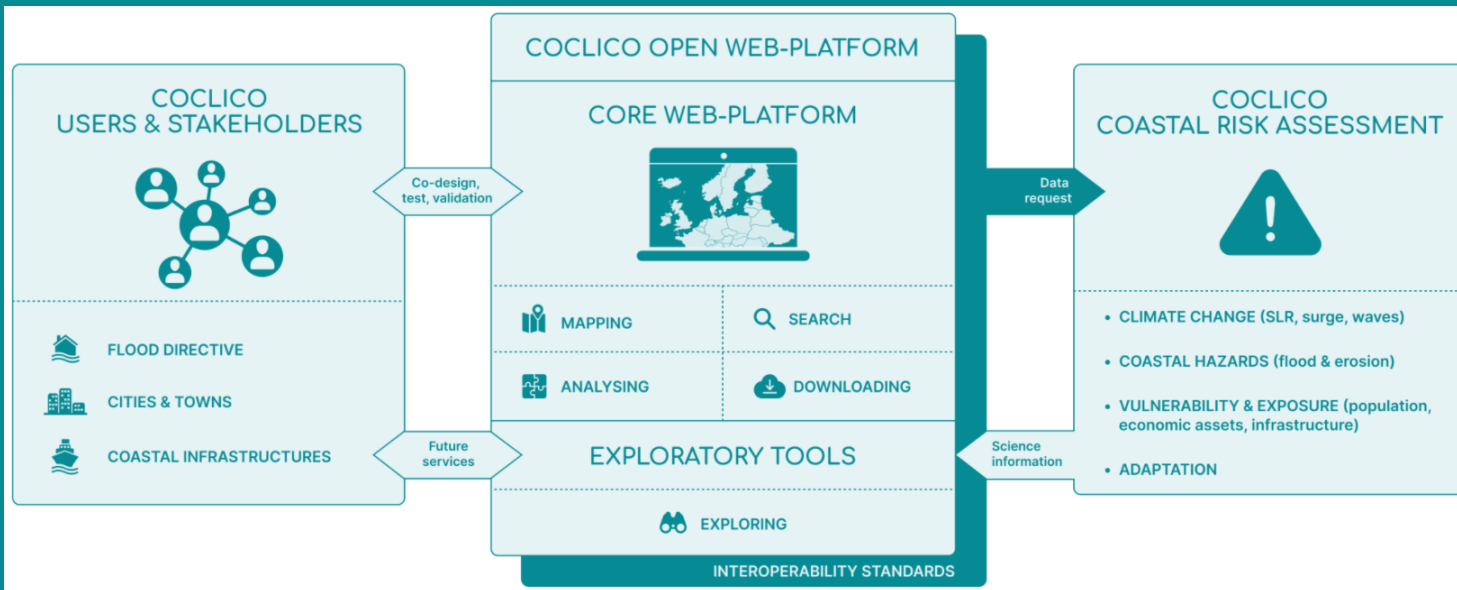 COCLICO
USERS & STAKEHOLDERS
FLOOD DIRECTIVE
CITIES & TOWNS
COASTAL INFRASTRUCTURES
Co-design,
test, validation
Future
services
COCLICO OPEN WEB-PLATFORM
CORE WEB-PLATFORM
MAPPING
SEARCH
ANALYSING
DOWNLOADING
EXPLORATORY TOOLS
EXPLORING
INTEROPERABILITY STANDARDS
Data
request
Science
information
COCLICO
COASTAL RISK ASSESSMENT
• CLIMATE CHANGE (SLR, surge, waves)
• COASTAL HAZARDS (flood & erosion)
• VULNERABILITY & EXPOSURE (population,
economic assets, infrastructure)
• ADAPTATION